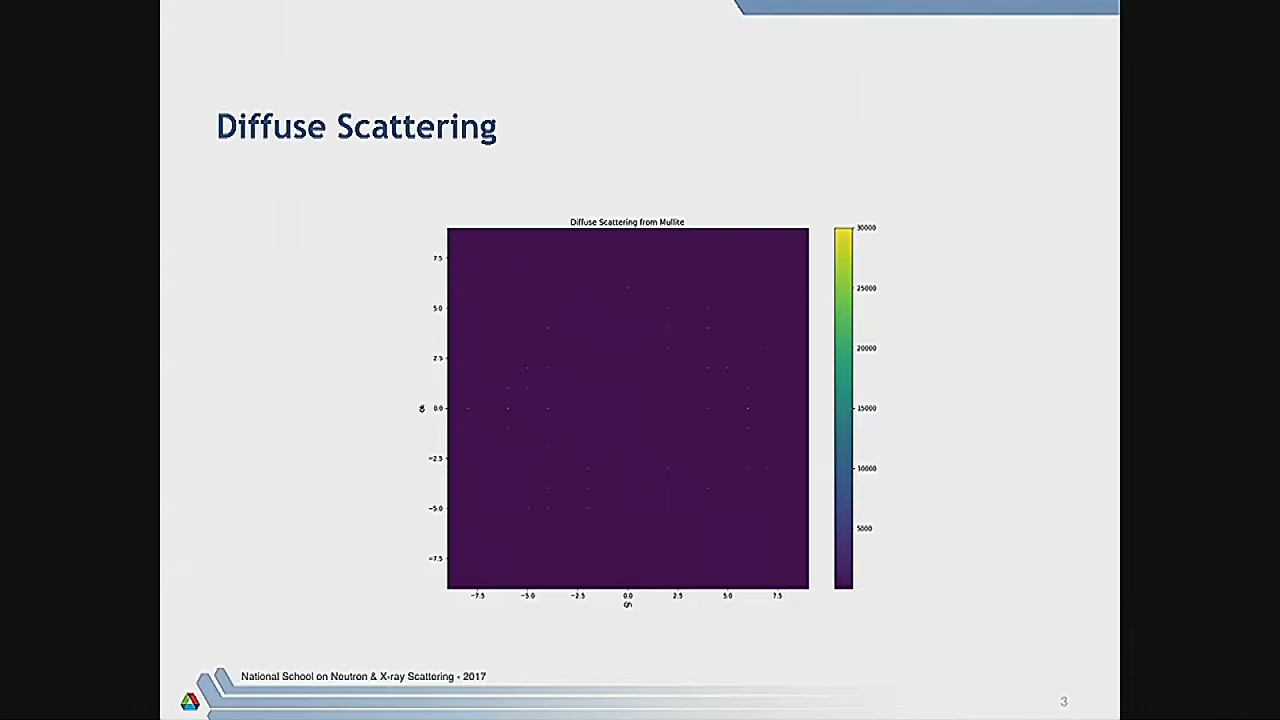 Diffuse Scattering
Diffuse Scattering from Mullite
30000
25000
20000
15000
10000
5000
7.5
5.0
2.5
0.0
−2.5
−5.0
−7.5
Qk
−7.5 −5.0 −2.5 0.0 2.5 5.0 7.5
Qh
National School on Neutron & X-ray Scattering - 2017
3